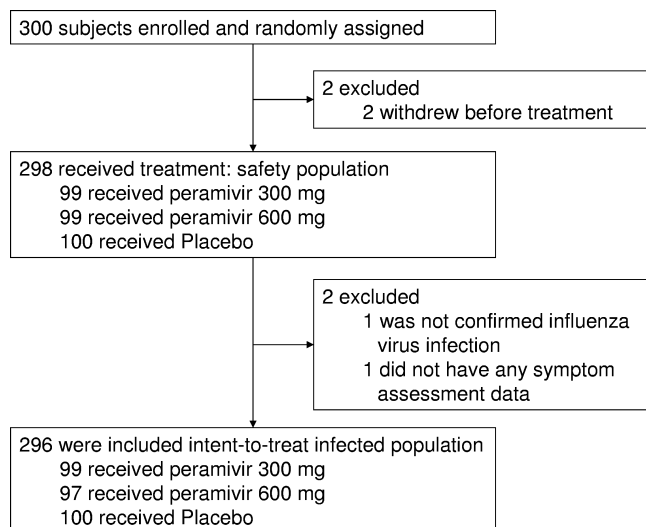 300 subjects enrolled and randomly assigned
2 excluded
2 withdrew before treatment
298 received treatment: safety population
99 received peramivir 300 mg
99 received peramivir 600 mg
100 received Placebo
2 excluded
1 was not confirmed influenza
virus infection
1 did not have any symptom
assessment data
296 were included intent-to-treat infected population
99 received peramivir 300 mg
97 received peramivir 600 mg
100 received Placebo